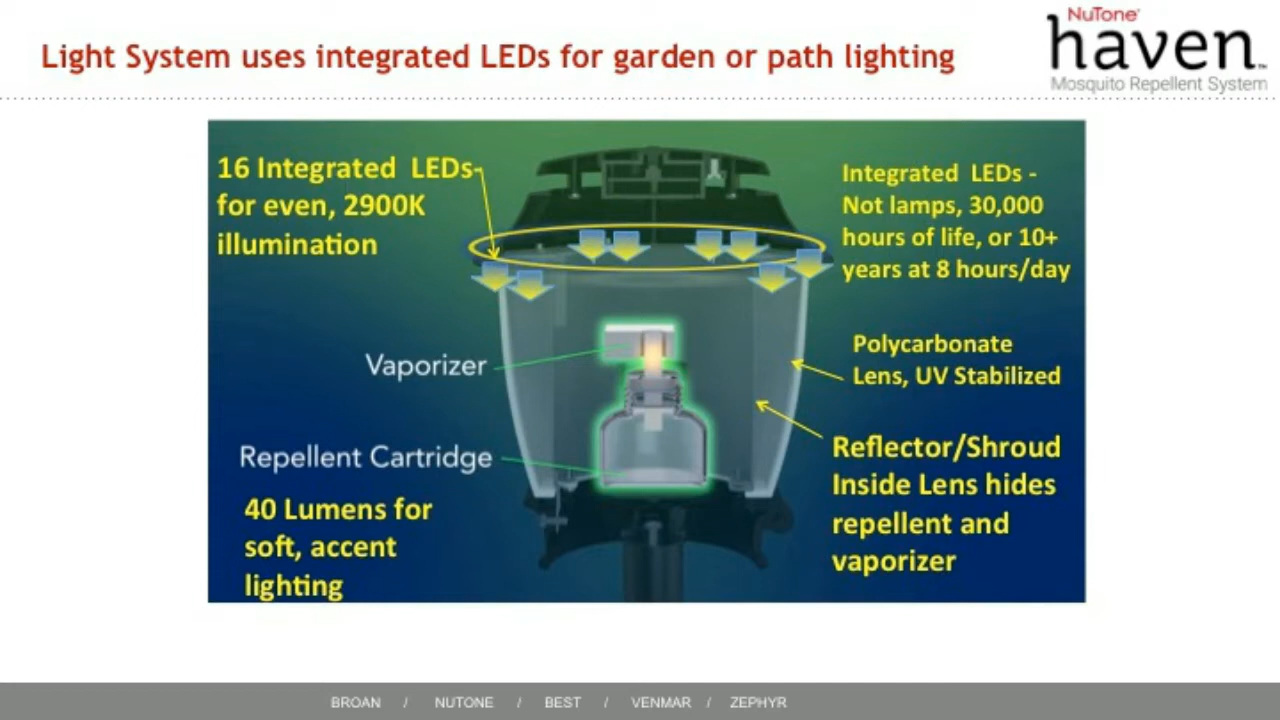 Light System uses integrated LEDs for garden or path lighting
NuTone®
haven™
Mosquito Repellent System
16 Integrated LEDs-
for even, 2900K
illumination
Integrated LEDs -
Not lamps, 30,000
hours of life, or 10+
years at 8 hours/day
Vaporizer
Polycarbonate
Lens, UV Stabilized
Repellent Cartridge
Reflector/Shroud
Inside Lens hides
repellent and
vaporizer
40 Lumens for
soft, accent
lighting
BROAN / NUTONE / BEST / VENMAR / ZEPHYR